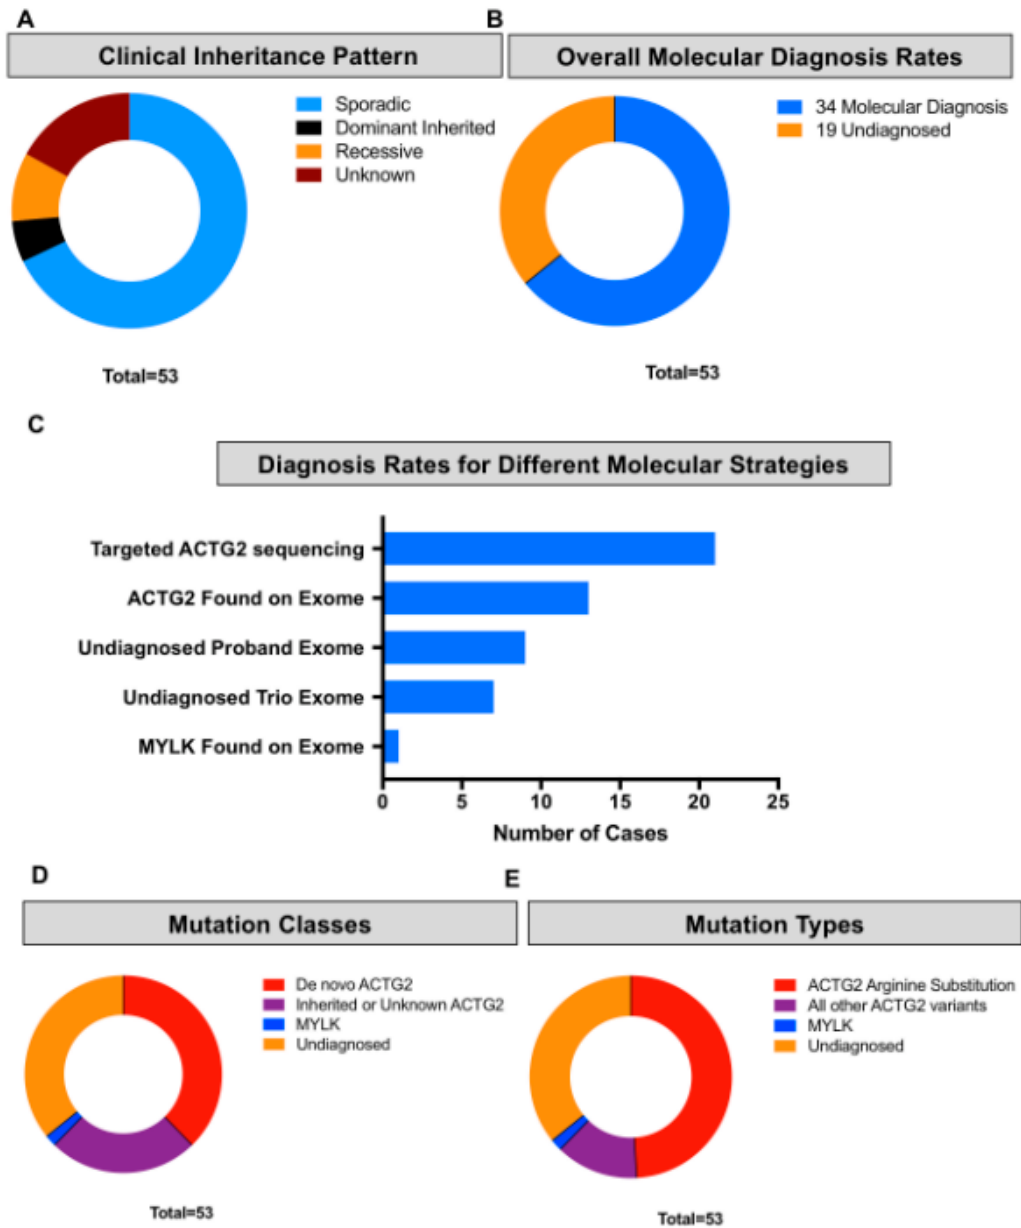 A
B
Clinical Inheritance Pattern
Overall Molecular Diagnosis Rates
Sporadic
Dominant Inherited
Recessive
Unknown
34 Molecular Diagnosis
19 Undiagnosed
Total=53
Total=53
C
Diagnosis Rates for Different Molecular Strategies
Targeted ACTG2 sequencing
ACTG2 Found on Exome
Undiagnosed Proband Exome
Undiagnosed Trio Exome
MYLK Found on Exome
0 5 10 15 20 25
Number of Cases
D
E
Mutation Classes
Mutation Types
De novo ACTG2
Inherited or Unknown ACTG2
MYLK
Undiagnosed
ACTG2 Arginine Substitution
All other ACTG2 variants
MYLK
Undiagnosed
Total=53
Total=53